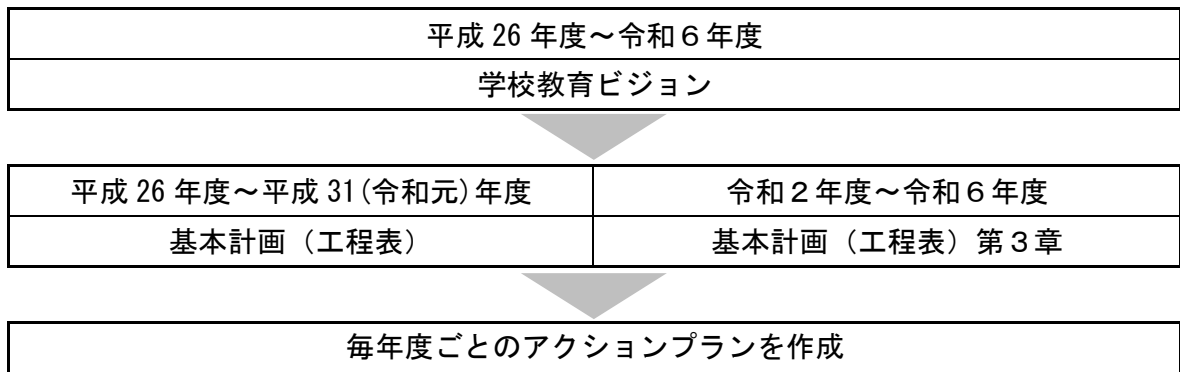 平成 26 年度～令和６年度
学校教育ビジョン
平成 26 年度～平成 31(令和元)年度
令和２年度～令和６年度
基本計画（工程表）
基本計画（工程表）第３章
毎年度ごとのアクションプランを作成